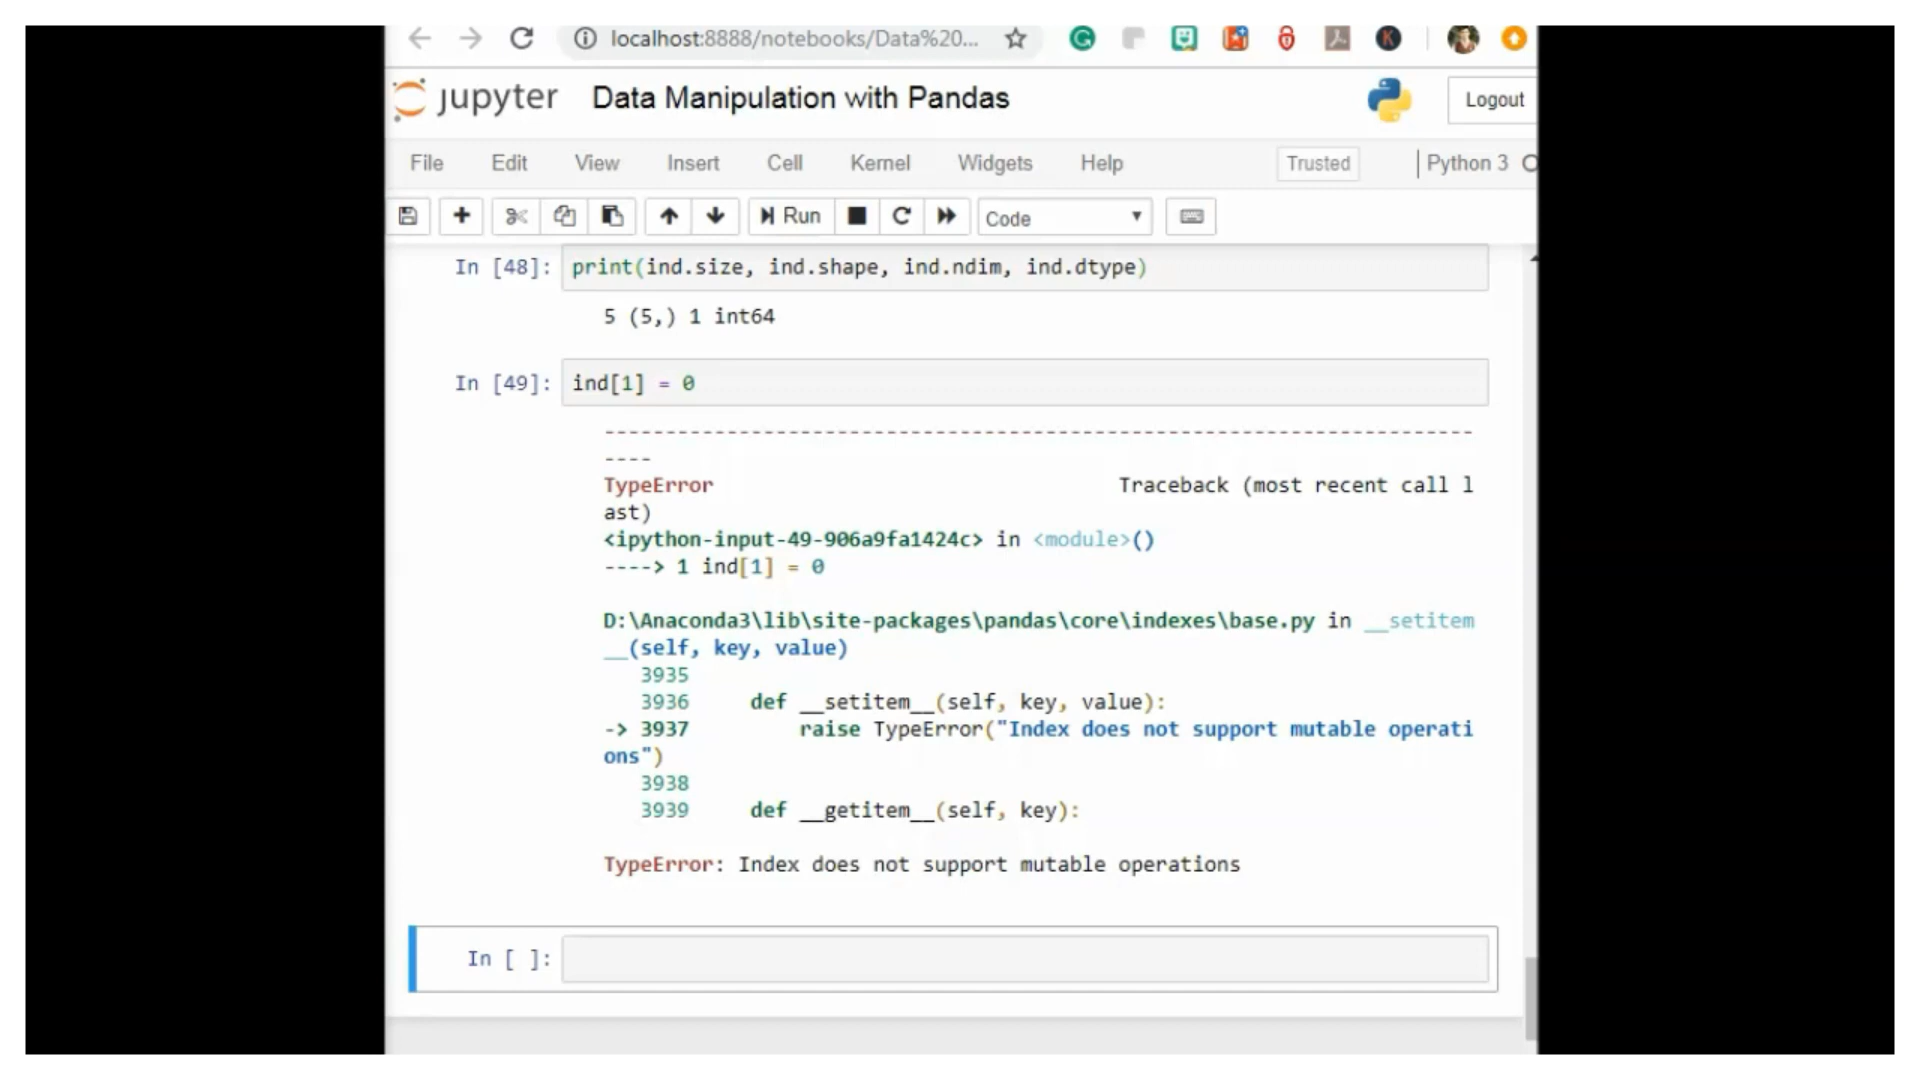 localhost:8888/notebooks/Data%20...
jupyter Data Manipulation with Pandas Logout
File Edit View Insert Cell Kernel Widgets Help Trusted Python 3
Run Code
In [48]: print(ind.size, ind.shape, ind.ndim, ind.dtype)
5 (5,) 1 int64
In [49]: ind[1] = 0
---------------------------------------------------------------------------
----
TypeError Traceback (most recent call l
ast)
<ipython-input-49-906a9fa1424c> in <module>()
----> 1 ind[1] = 0
D:\Anaconda3\lib\site-packages\pandas\core\indexes\base.py in __setitem
__(self, key, value)
3935
3936 def __setitem__(self, key, value):
-> 3937 raise TypeError("Index does not support mutable operati
ons")
3938
3939 def __getitem__(self, key):
TypeError: Index does not support mutable operations
In [ ]: